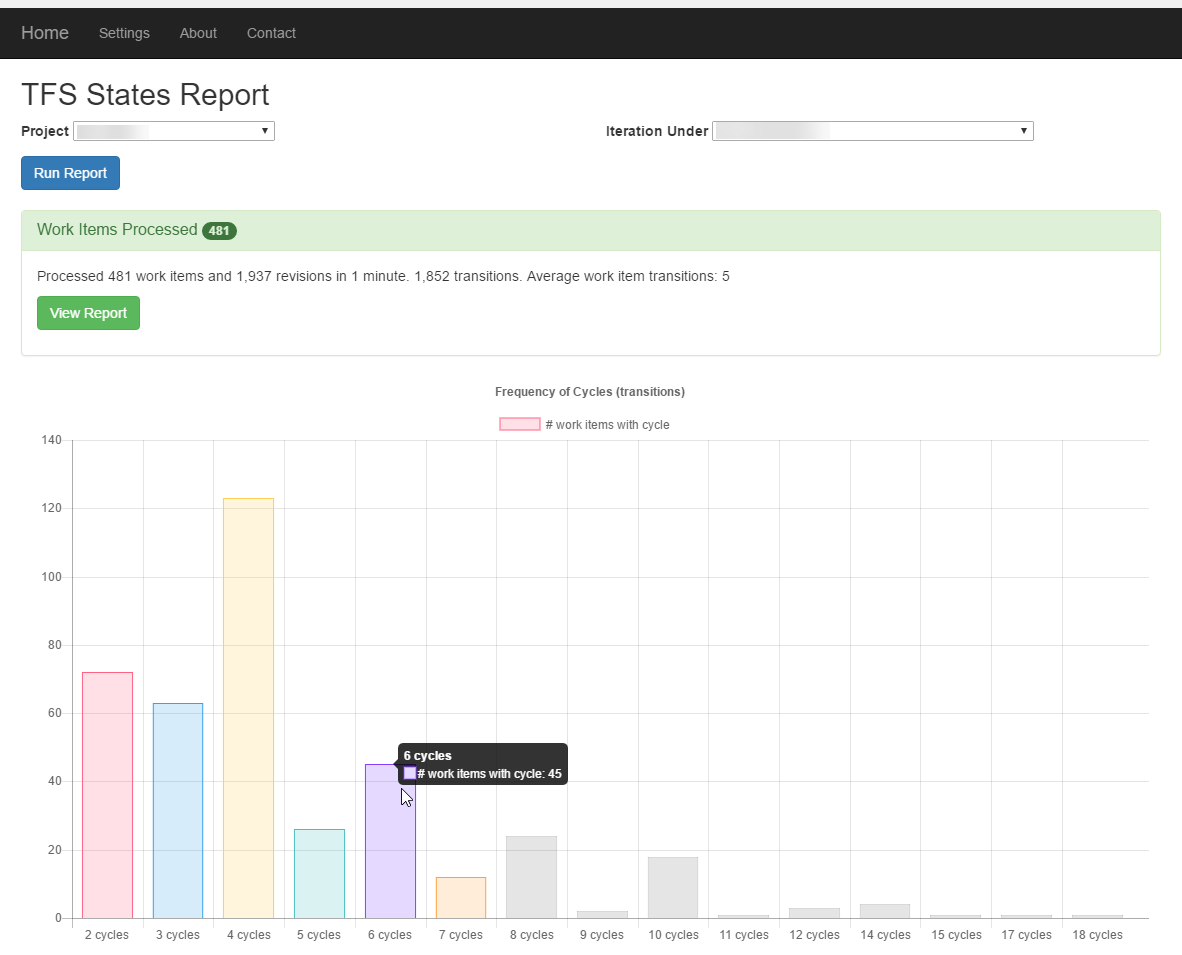 Home Settings About Contact
TFS States Report
Project Iteration Under
Run Report
Work Items Processed 481
Processed 481 work items and 1,937 revisions in 1 minute. 1,852 transitions. Average work item transitions: 5
View Report
Frequency of Cycles (transitions)
# work items with cycle
140
120
100
80
60
40
20
0
6 cycles
# work items with cycle: 45
2 cycles 3 cycles 4 cycles 5 cycles 6 cycles 7 cycles 8 cycles 9 cycles 10 cycles 11 cycles 12 cycles 14 cycles 15 cycles 17 cycles 18 cycles